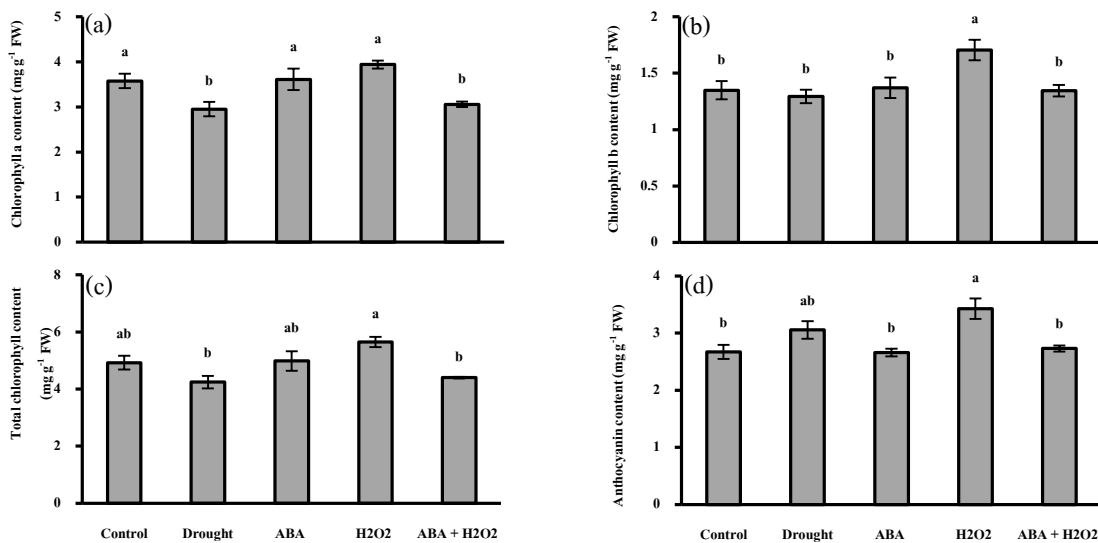 (a)
Chlorophyll a content (mg g-1 FW)
5
4
3
2
1
0
a
b
a
a
b
(b)
Chlorophyll b content (mg g-1 FW)
2
1.5
1
0.5
0
b
b
b
a
b
(c)
Total chlorophyll content
(mg g-1 FW)
8
6
4
2
0
ab
b
ab
a
b
Control Drought ABA H2O2 ABA + H2O2
(d)
Anthocyanin content (mg g-1 FW)
4
3
2
1
0
b
ab
b
a
b
Control Drought ABA H2O2 ABA + H2O2